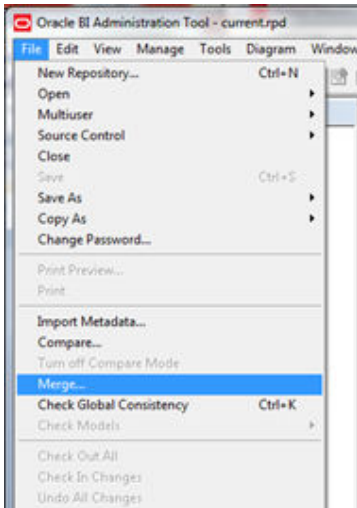 Oracle BI Administration Tool - current.rpd
File Edit View Manage Tools Diagram Window
New Repository... Ctrl+N
Open
Multiuser
Source Control
Close
Save Ctrl+S
Save As
Copy As
Change Password...
Print Preview...
Print
Import Metadata...
Compare...
Turn off Compare Mode
Merge...
Check Global Consistency Ctrl+K
Check Models
Check Out All
Check In Changes
Undo All Changes